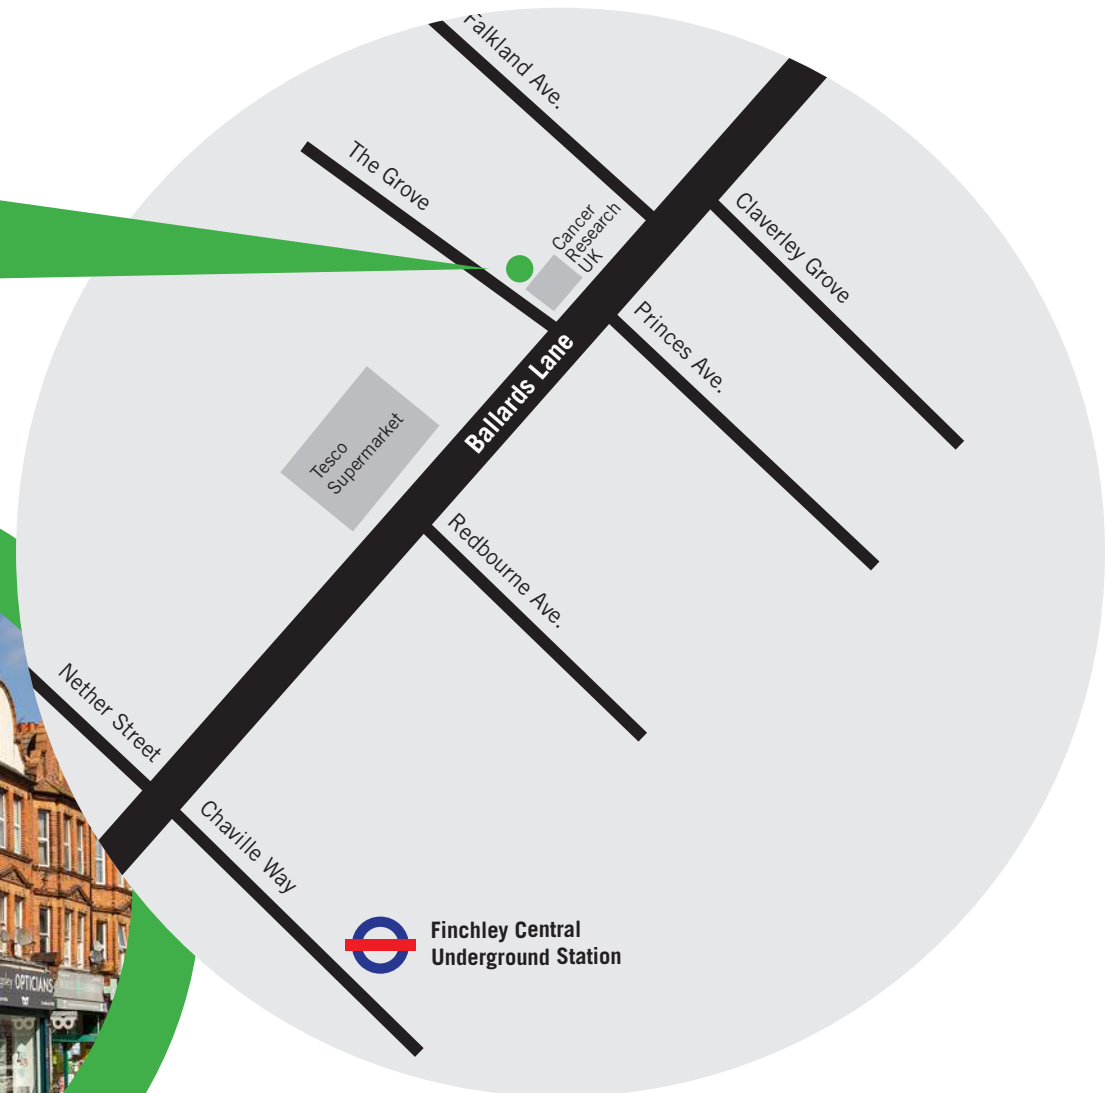 Falkland Ave.
The Grove
Cancer
Research
UK
Claverley Grove
Princes Ave.
Ballards Lane
Tesco
Supermarket
Redbourne Ave.
Nether Street
Chaville Way
Finchley Central
Underground Station
OPTICIANS